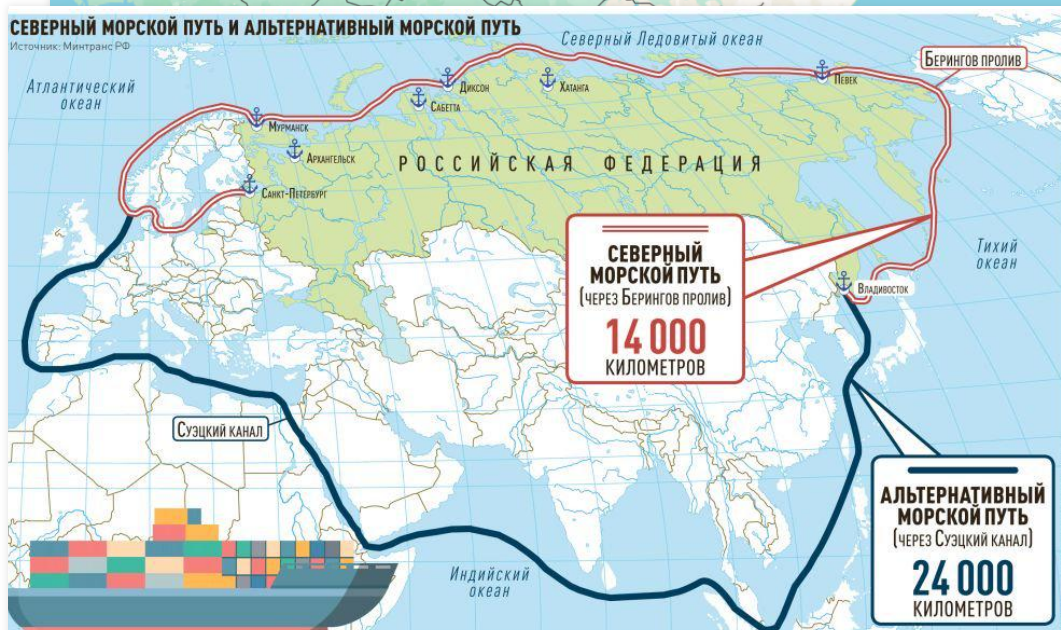 СЕВЕРНЫЙ МОРСКОЙ ПУТЬ И АЛЬТЕРНАТИВНЫЙ МОРСКОЙ ПУТЬ
Источник: Минтранс РФ
Северный Ледовитый океан
Берингов пролив
Атлантический
океан
Диксон
Хатанга
Певек
Сабетта
Мурманск
Архангельск
РОССИЙСКАЯ ФЕДЕРАЦИЯ
Санкт-Петербург
СЕВЕРНЫЙ
МОРСКОЙ ПУТЬ
(через Берингов пролив)
14 000
КИЛОМЕТРОВ
Тихий
океан
Владивосток
Суэцкий канал
АЛЬТЕРНАТИВНЫЙ
МОРСКОЙ ПУТЬ
(через Суэцкий канал)
24 000
КИЛОМЕТРОВ
Индийский
океан